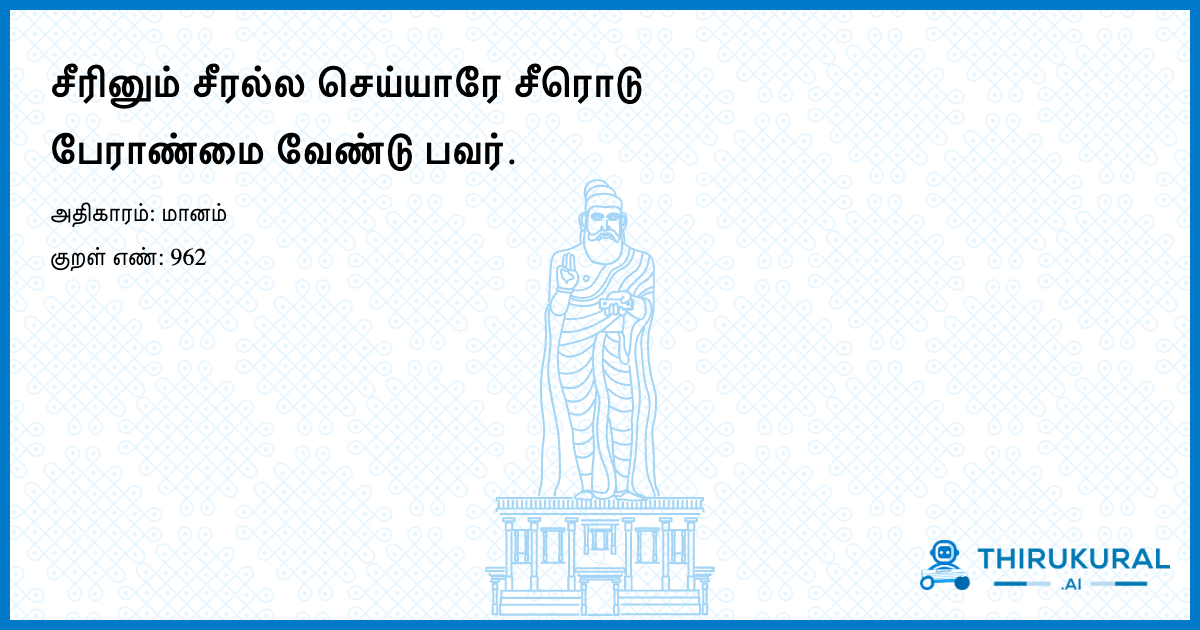 சீரினும் சீரல்ல செய்யாரே சீரொடு
பேராண்மை வேண்டு பவர்.
அதிகாரம்: மானம்
குறள் எண்: 962
THIRUKURAL
.AI